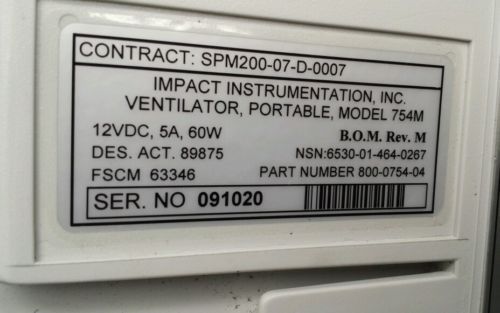 CONTRACT: SPM200-07-D-0007
IMPACT INSTRUMENTATION, INC.
VENTILATOR, PORTABLE, MODEL 754M
12VDC, 5A, 60W B.O.M. Rev. M
DES. ACT. 89875 NSN:6530-01-464-0267
FSCM 63346 PART NUMBER 800-0754-04
SER. NO 091020